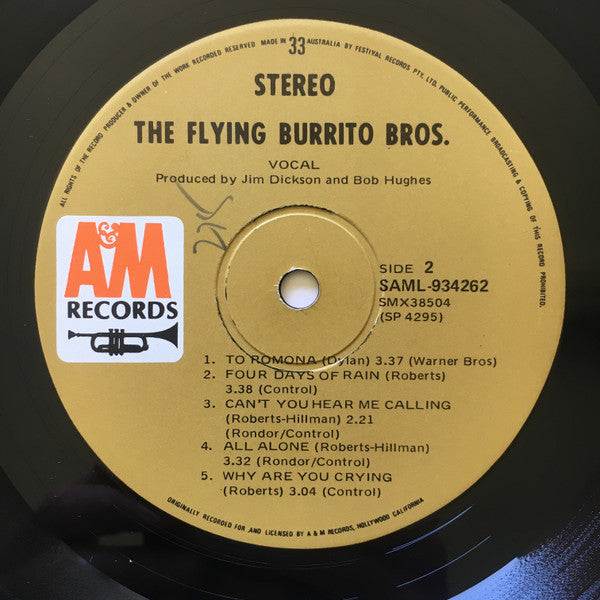 ALL RIGHTS OF THE RECORD PRODUCER & OWNER OF THE WORK RECORDED RESERVED MADE IN 33 AUSTRALIA BY FESTIVAL RECORDS PTY. LTD. PUBLIC PERFORMANCE BROADCASTING & COPYING OF THIS RECORD PROHIBITED.
STEREO
THE FLYING BURRITO BROS.
VOCAL
Produced by Jim Dickson and Bob Hughes
A&M
RECORDS
SIDE 2
SAML-934262
SMX38504
(SP 4295)
1. TO ROMONA (Dylan) 3.37 (Warner Bros)
2. FOUR DAYS OF RAIN (Roberts)
3.38 (Control)
3. CAN'T YOU HEAR ME CALLING
(Roberts-Hillman) 2.21
(Rondor/Control)
4. ALL ALONE (Roberts-Hillman)
3.32 (Rondor/Control)
5. WHY ARE YOU CRYING
(Roberts) 3.04 (Control)
ORIGINALLY RECORDED FOR AND LICENSED BY A & M RECORDS, HOLLYWOOD CALIFORNIA